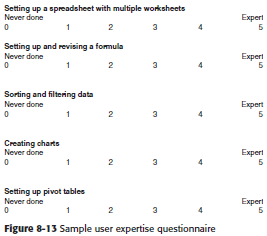 Setting up a spreadsheet with multiple worksheets
Never done Expert
0 1 2 3 4 5
Setting up and revising a formula
Never done Expert
0 1 2 3 4 5
Sorting and filtering data
Never done Expert
0 1 2 3 4 5
Creating charts
Never done Expert
0 1 2 3 4 5
Setting up pivot tables
Never done Expert
0 1 2 3 4 5
Figure 8-13 Sample user expertise questionnaire